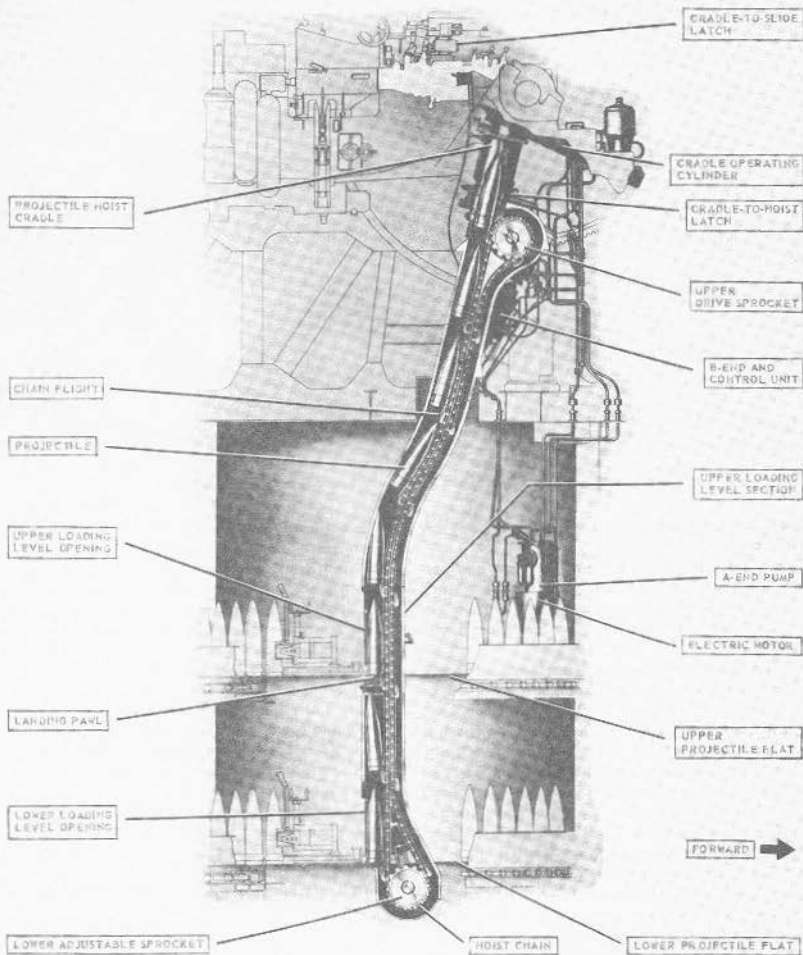 CRADLE-TO-SLIDE
LATCH
CRADLE OPERATING
CYLINDER
PROJECTILE HOIST
CRADLE
CRADLE-TO-HOIST
LATCH
UPPER
DRIVE SPROCKET
B-END AND
CONTROL UNIT
CHAIN FLIGHT
PROJECTILE
UPPER LOADING
LEVEL SECTION
UPPER LOADING
LEVEL OPENING
A-END PUMP
ELECTRIC MOTOR
LANDING PAWL
UPPER
PROJECTILE FLAT
LOWER LOADING
LEVEL OPENING
FORWARD
LOWER ADJUSTABLE SPROCKET
HOIST CHAIN
LOWER PROJECTILE FLAT